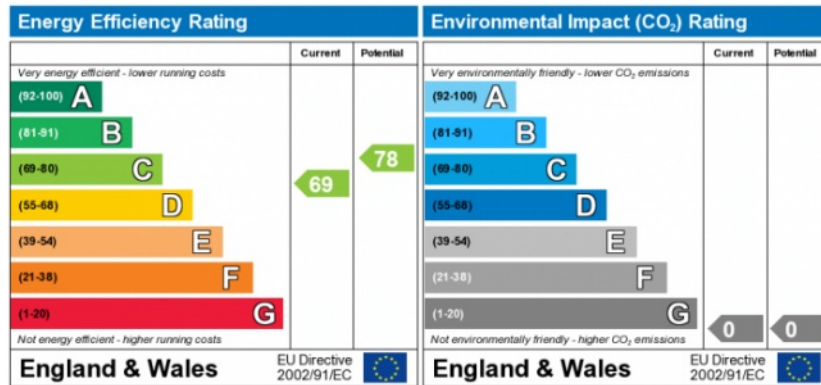 Energy Efficiency Rating
Current Potential
Very energy efficient - lower running costs
(92-100) A
(81-91) B
(69-80) C
(55-68) D
(39-54) E
(21-38) F
(1-20) G
69
78
Not energy efficient - higher running costs
England & Wales
EU Directive
2002/91/EC
Environmental Impact (CO₂) Rating
Current Potential
Very environmentally friendly - lower CO₂ emissions
(92-100) A
(81-91) B
(69-80) C
(55-68) D
(39-54) E
(21-38) F
(1-20) G
0
0
Not environmentally friendly - higher CO₂ emissions
England & Wales
EU Directive
2002/91/EC